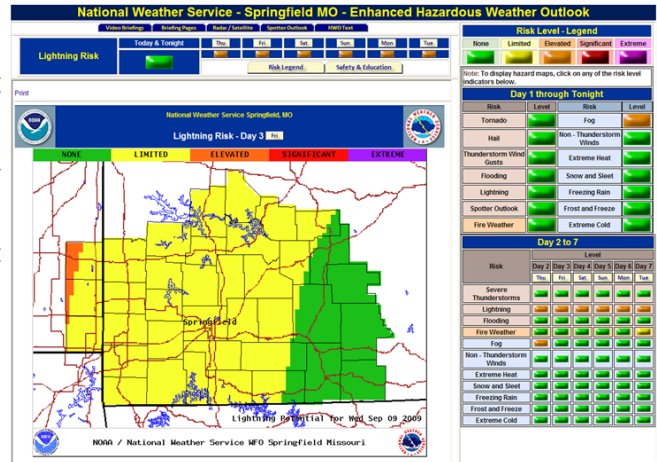 National Weather Service - Springfield MO - Enhanced Hazardous Weather Outlook
Video Briefings Briefing Pages Radar / Satellite Spotter Outlook HWO Text
Lightning Risk
Today & Tonight Thu. Fri. Sat. Sun. Mon. Tue.
Risk Legend. Safety & Education
Print
National Weather Service Springfield, MO
Lightning Risk - Day 3 Fri.
NONE LIMITED ELEVATED SIGNIFICANT EXTREME
Springfield
Lightning Potential for Wed Sep 09 2009
NOAA / National Weather Service WFO Springfield Missouri
Risk Level - Legend
None Limited Elevated Significant Extreme
Note: To display hazard maps, click on any of the risk level
indicators below.
Day 1 through Tonight
Risk Level Risk Level
Tornado Fog
Hail Non - Thunderstorm Winds
Thunderstorm Wind Gusts Extreme Heat
Flooding Snow and Sleet
Lightning Freezing Rain
Spotter Outlook Frost and Freeze
Fire Weather Extreme Cold
Day 2 to 7
Risk Level
Day 2 Day 3 Day 4 Day 5 Day 6 Day 7
Thu. Fri. Sat. Sun. Mon. Tue.
Severe
Thunderstorms
Lightning
Flooding
Fire Weather
Fog
Non - Thunderstorm
Winds
Extreme Heat
Snow and Sleet
Freezing Rain
Frost and Freeze
Extreme Cold